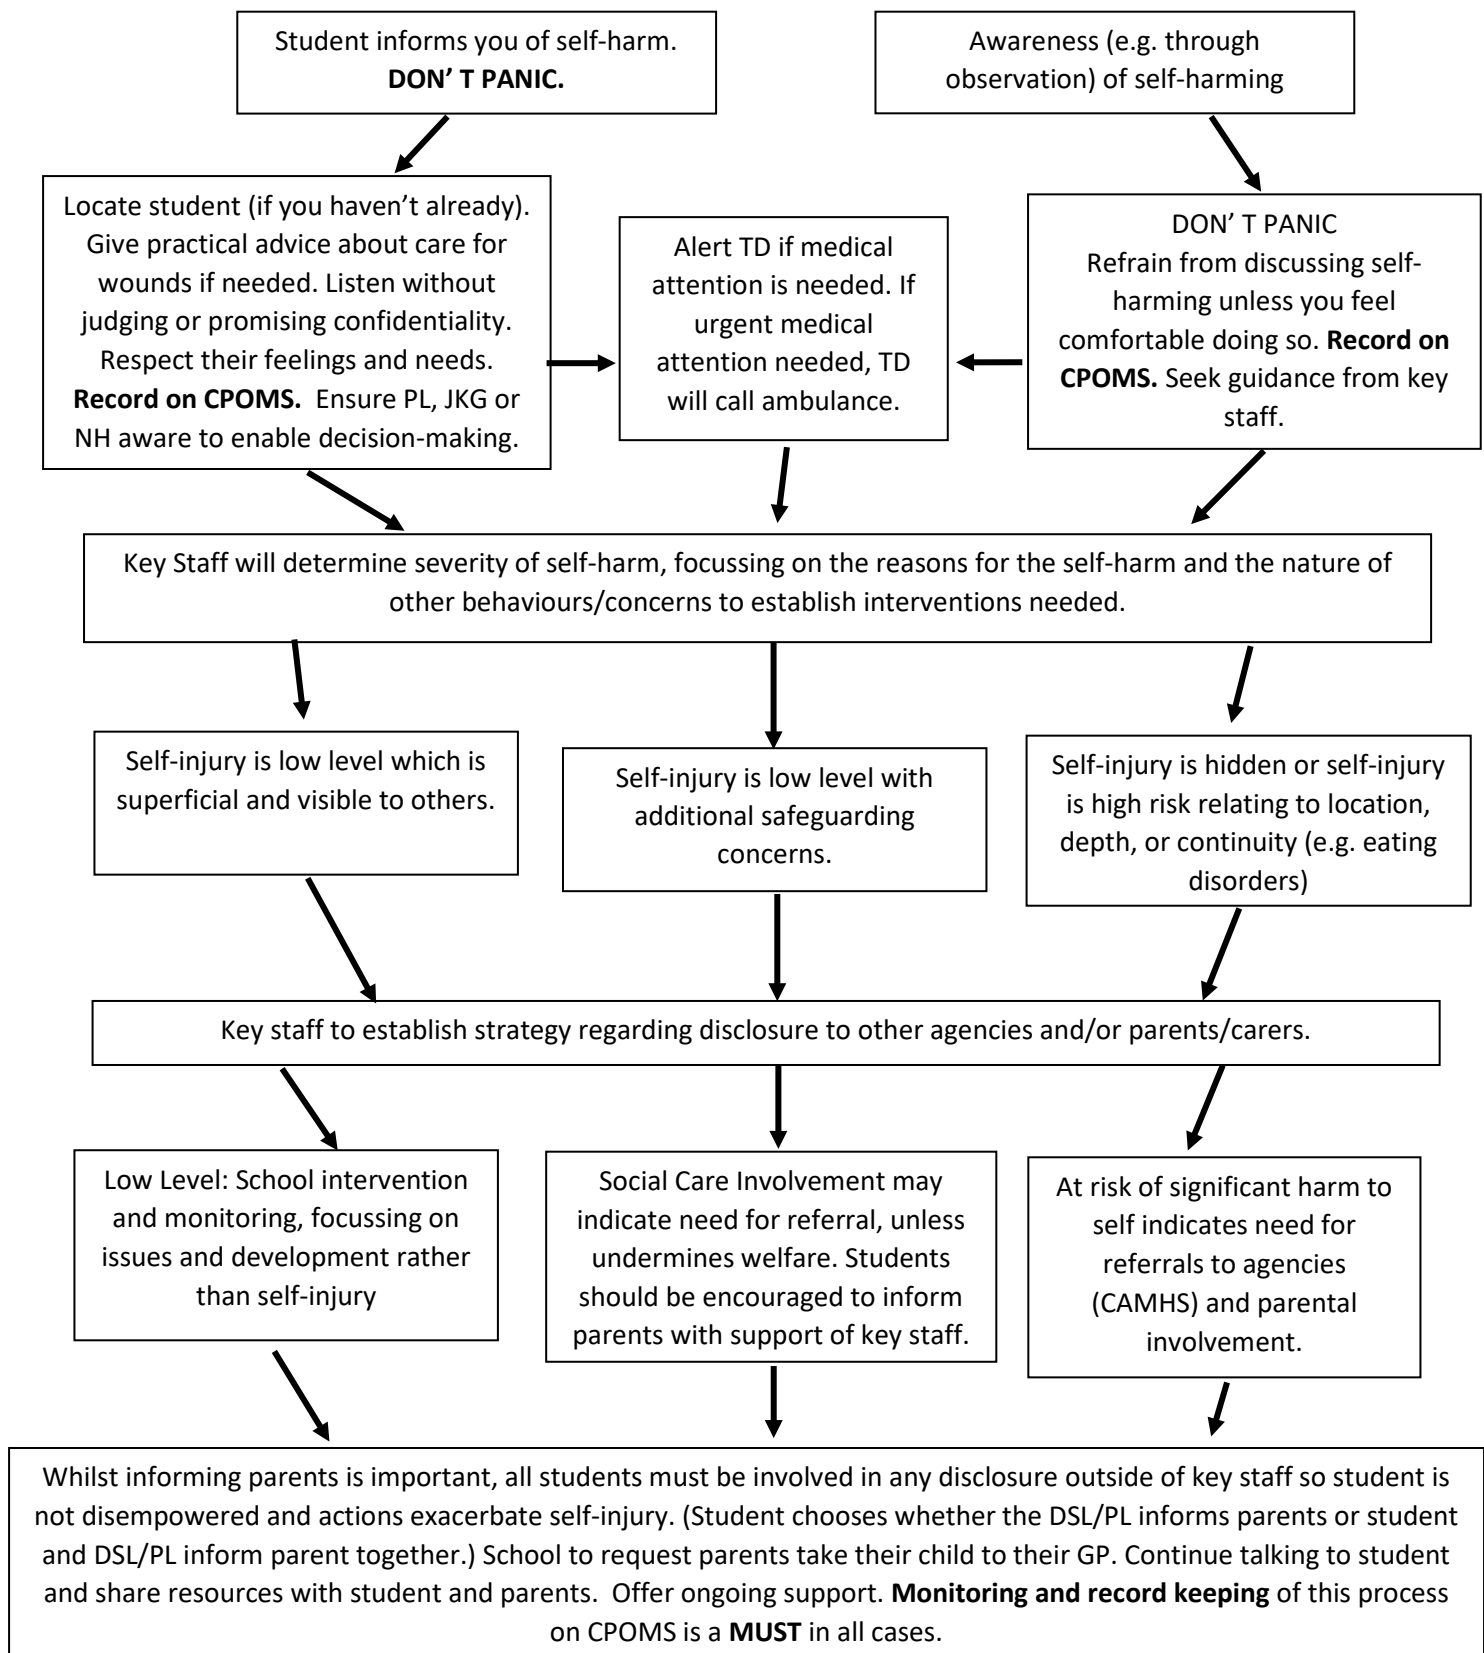 Student informs you of self-harm.
DON' T PANIC.
Awareness (e.g. through
observation) of self-harming
Locate student (if you haven't already).
Give practical advice about care for
wounds if needed. Listen without
judging or promising confidentiality.
Respect their feelings and needs.
Record on CPOMS.  Ensure PL, JKG or
NH aware to enable decision-making.
Alert TD if medical
attention is needed. If
urgent medical
attention needed, TD
will call ambulance.
DON' T PANIC
Refrain from discussing self-
harming unless you feel
comfortable doing so. Record on
CPOMS. Seek guidance from key
staff.
Key Staff will determine severity of self-harm, focussing on the reasons for the self-harm and the nature of
other behaviours/concerns to establish interventions needed.
Self-injury is low level which is
superficial and visible to others.
Self-injury is low level with
additional safeguarding
concerns.
Self-injury is hidden or self-injury
is high risk relating to location,
depth, or continuity (e.g. eating
disorders)
Key staff to establish strategy regarding disclosure to other agencies and/or parents/carers.
Low Level: School intervention
and monitoring, focussing on
issues and development rather
than self-injury
Social Care Involvement may
indicate need for referral, unless
undermines welfare. Students
should be encouraged to inform
parents with support of key staff.
At risk of significant harm to
self indicates need for
referrals to agencies
(CAMHS) and parental
involvement.
Whilst informing parents is important, all students must be involved in any disclosure outside of key staff so student is
not disempowered and actions exacerbate self-injury. (Student chooses whether the DSL/PL informs parents or student
and DSL/PL inform parent together.) School to request parents take their child to their GP. Continue talking to student
and share resources with student and parents.  Offer ongoing support. Monitoring and record keeping of this process
on CPOMS is a MUST in all cases.